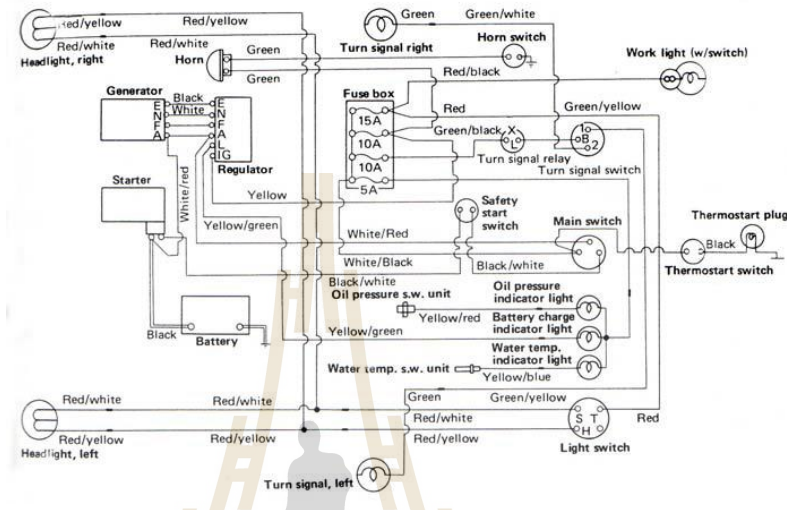 Red/yellow
Red/yellow
Green
Green/white
Red/white
Red/white
Turn signal right
Horn switch
Headlight, right
Horn
Green
Work light (w/switch)
Green
Red/black
Generator
Black
Fuse box
Red
Green/yellow
E
E
White
N
N
15A
F
F
Green/black
X
1
A
A
10A
L
B
L
2
IG
10A
Turn signal relay
Regulator
Turn signal switch
Starter
5A
White/red
Yellow
Safety
start
switch
Yellow/green
Main switch
Thermostart plug
White/Red
Black
White/Black
Black/white
Thermostart switch
Black/white
Oil pressure s.w. unit
Oil pressure
indicator light
Yellow/red
Battery charge
indicator light
Black
Battery
Yellow/green
Water temp.
indicator light
Water temp. s.w. unit
Yellow/blue
Red/white
Red/white
Green
Green/yellow
Red/white
S T
Red
H
Red/yellow
Red/yellow
Red/yellow
Light switch
Headlight, left
Turn signal, left